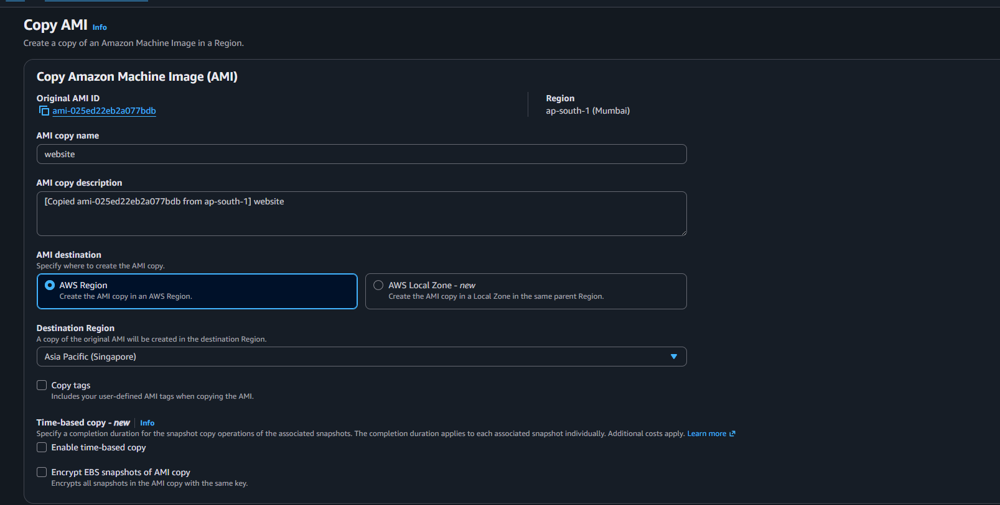 Copy AMI Info
Create a copy of an Amazon Machine Image in a Region.
Copy Amazon Machine Image (AMI)
Original AMI ID
ami-025ed22eb2a077bdb
Region
ap-south-1 (Mumbai)
AMI copy name
website
AMI copy description
[Copied ami-025ed22eb2a077bdb from ap-south-1] website
AMI destination
Specify where to create the AMI copy.
AWS Region
Create the AMI copy in an AWS Region.
AWS Local Zone - new
Create the AMI copy in a Local Zone in the same parent Region.
Destination Region
A copy of the original AMI will be created in the destination Region.
Asia Pacific (Singapore)
Copy tags
Includes your user-defined AMI tags when copying the AMI.
Time-based copy - new Info
Specify a completion duration for the snapshot copy operations of the associated snapshots. The completion duration applies to each associated snapshot individually. Additional costs apply. Learn more
Enable time-based copy
Encrypt EBS snapshots of AMI copy
Encrypts all snapshots in the AMI copy with the same key.